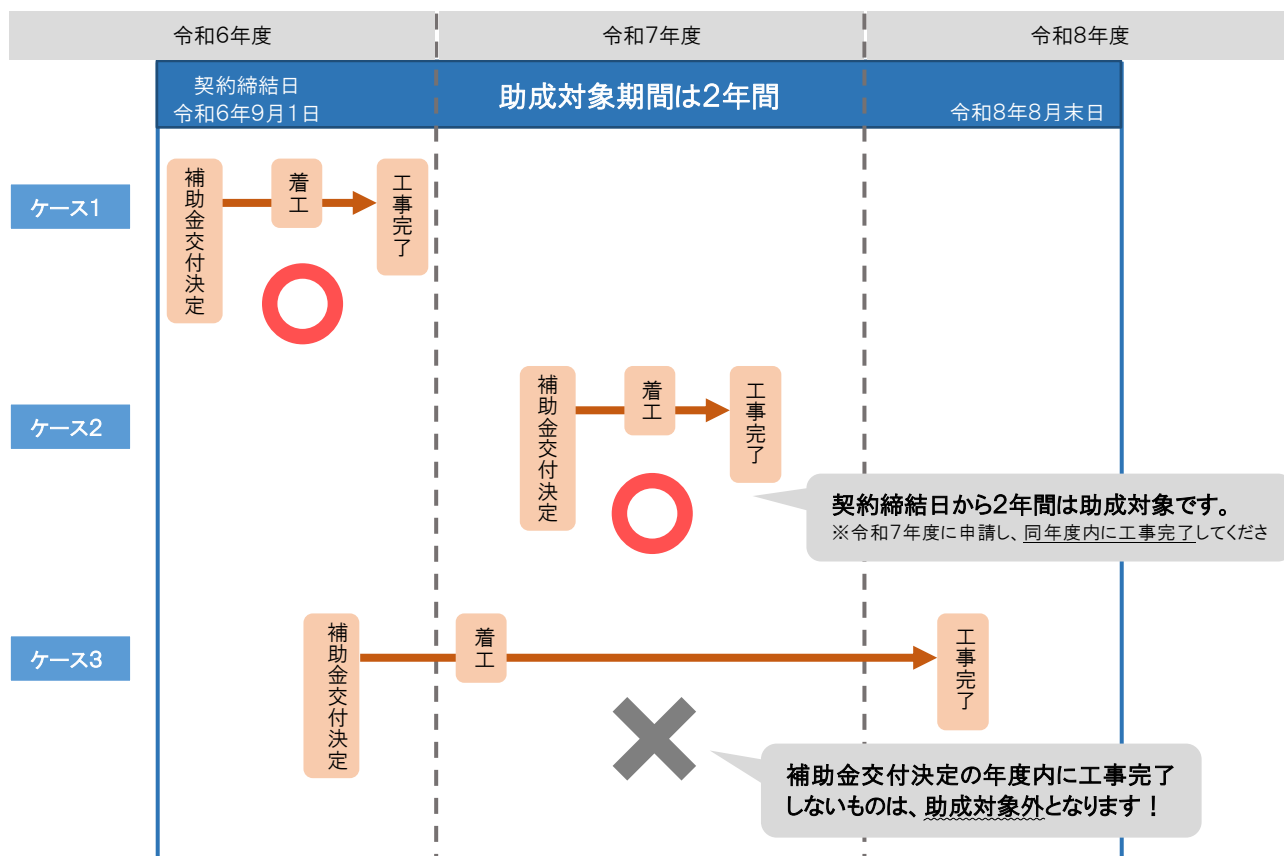 令和6年度
令和7年度
令和8年度
契約締結日
令和6年9月1日
助成対象期間は2年間
令和8年8月末日
ケース1
補助金交付決定
着工
工事完了
ケース2
補助金交付決定
着工
工事完了
契約締結日から2年間は助成対象です。
※令和7年度に申請し、同年度内に工事完了してくださ
ケース3
補助金交付決定
着工
工事完了
補助金交付決定の年度内に工事完了
しないものは、助成対象外となります！